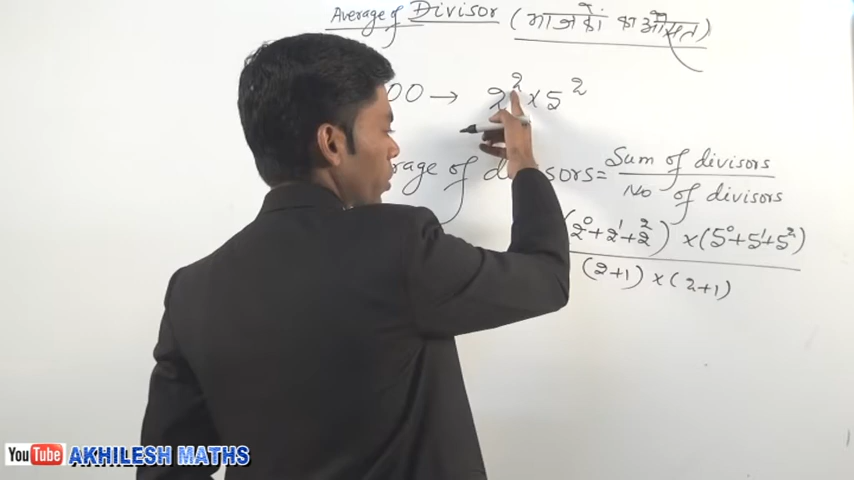 Average of Divisor (भाजकों का औसत)
00 → 2² × 5²
rage of d sors = Sum of divisors / No of divisors
(2⁰+2¹+2²) × (5⁰+5¹+5²)
(2+1) × (2+1)
YouTube AKHILESH MATHS